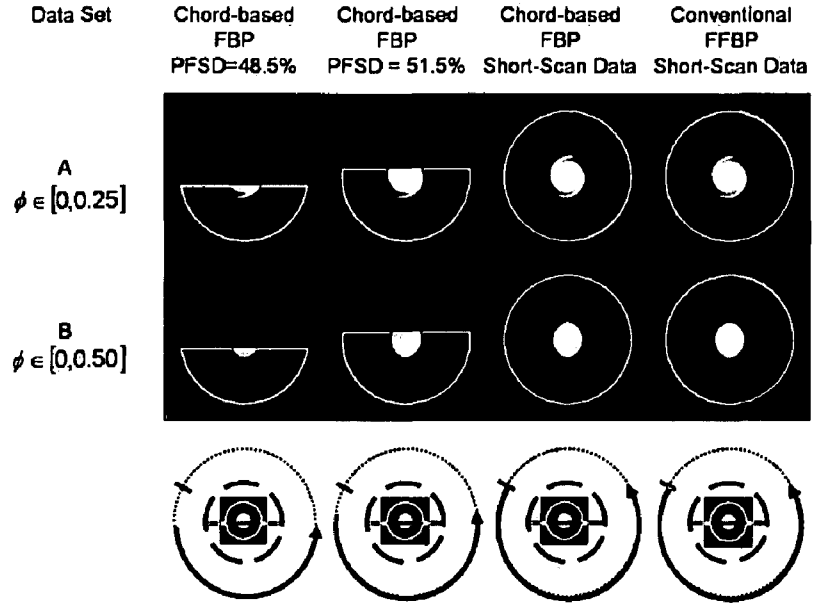 Data Set
Chord-based
FBP
PFSD=48.5%
Chord-based
FBP
PFSD = 51.5%
Chord-based
FBP
Short-Scan Data
Conventional
FFBP
Short-Scan Data
A
ϕ ∈ [0,0.25]
B
ϕ ∈ [0,0.50]